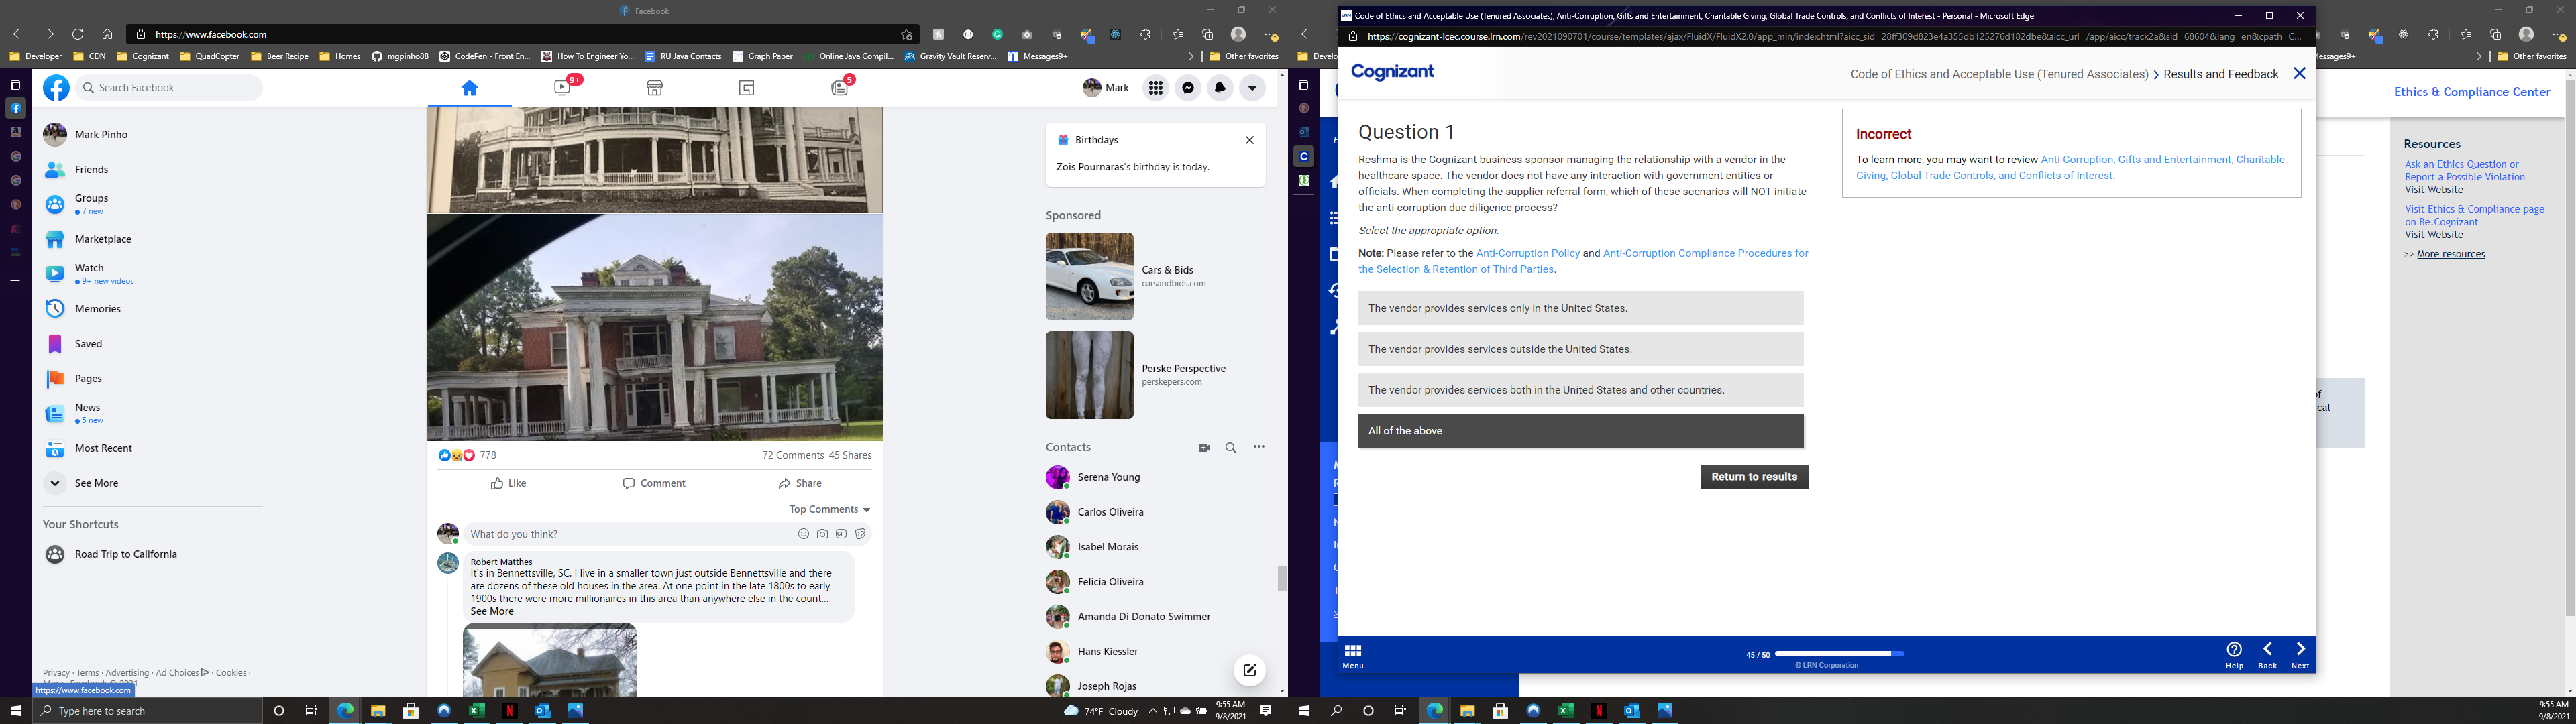 Facebook
https://www.facebook.com
Developer CDN Cognizant QuadCopter Beer Recipe Homes mgpinho88 CodePen - Front En... How To Engineer Yo... RU Java Contacts Graph Paper Online Java Compil... Gravity Vault Reserv... Messages9+ Other favorites
Search Facebook
9+
5
Mark
Mark Pinho
Friends
Groups
7 new
Marketplace
Watch
9+ new videos
Memories
Saved
Pages
News
5 new
Most Recent
See More
Your Shortcuts
Road Trip to California
Privacy · Terms · Advertising · Ad Choices · Cookies ·
https://www.facebook.com
778
72 Comments 45 Shares
Like Comment Share
Top Comments
What do you think?
Robert Matthes
It's in Bennettsville, SC. I live in a smaller town just outside Bennettsville and there
are dozens of these old houses in the area. At one point in the late 1800s to early
1900s there were more millionaires in this area than anywhere else in the count...
See More
Birthdays
Zois Pournaras's birthday is today.
Sponsored
Cars & Bids
carsandbids.com
Perske Perspective
perskepers.com
Contacts
Serena Young
Carlos Oliveira
Isabel Morais
Felicia Oliveira
Amanda Di Donato Swimmer
Hans Kiessler
Joseph Rojas
Type here to search
74°F Cloudy
9:55 AM
9/8/2021
Code of Ethics and Acceptable Use (Tenured Associates), Anti-Corruption, Gifts and Entertainment, Charitable Giving, Global Trade Controls, and Conflicts of Interest - Personal - Microsoft Edge
https://cognizant-lcec.course.lrn.com/rev2021090701/course/templates/ajax/FluidX/FluidX2.0/app_min/index.html?aicc_sid=28ff309d823e4a355db125276d182dbe&aicc_url=/app/aicc/track2a&sid=68604&lang=en&cpath=C...
Cognizant
Code of Ethics and Acceptable Use (Tenured Associates) > Results and Feedback
Question 1
Reshma is the Cognizant business sponsor managing the relationship with a vendor in the
healthcare space. The vendor does not have any interaction with government entities or
officials. When completing the supplier referral form, which of these scenarios will NOT initiate
the anti-corruption due diligence process?
Select the appropriate option.
Note: Please refer to the Anti-Corruption Policy and Anti-Corruption Compliance Procedures for
the Selection & Retention of Third Parties.
The vendor provides services only in the United States.
The vendor provides services outside the United States.
The vendor provides services both in the United States and other countries.
All of the above
Return to results
Incorrect
To learn more, you may want to review Anti-Corruption, Gifts and Entertainment, Charitable
Giving, Global Trade Controls, and Conflicts of Interest.
Menu
45 / 50
© LRN Corporation
Help Back Next
Develo
essages9+ Other favorites
Ethics & Compliance Center
Resources
Ask an Ethics Question or
Report a Possible Violation
Visit Website
Visit Ethics & Compliance page
on Be.Cognizant
Visit Website
>> More resources
of
cal
9:55 AM
9/8/2021